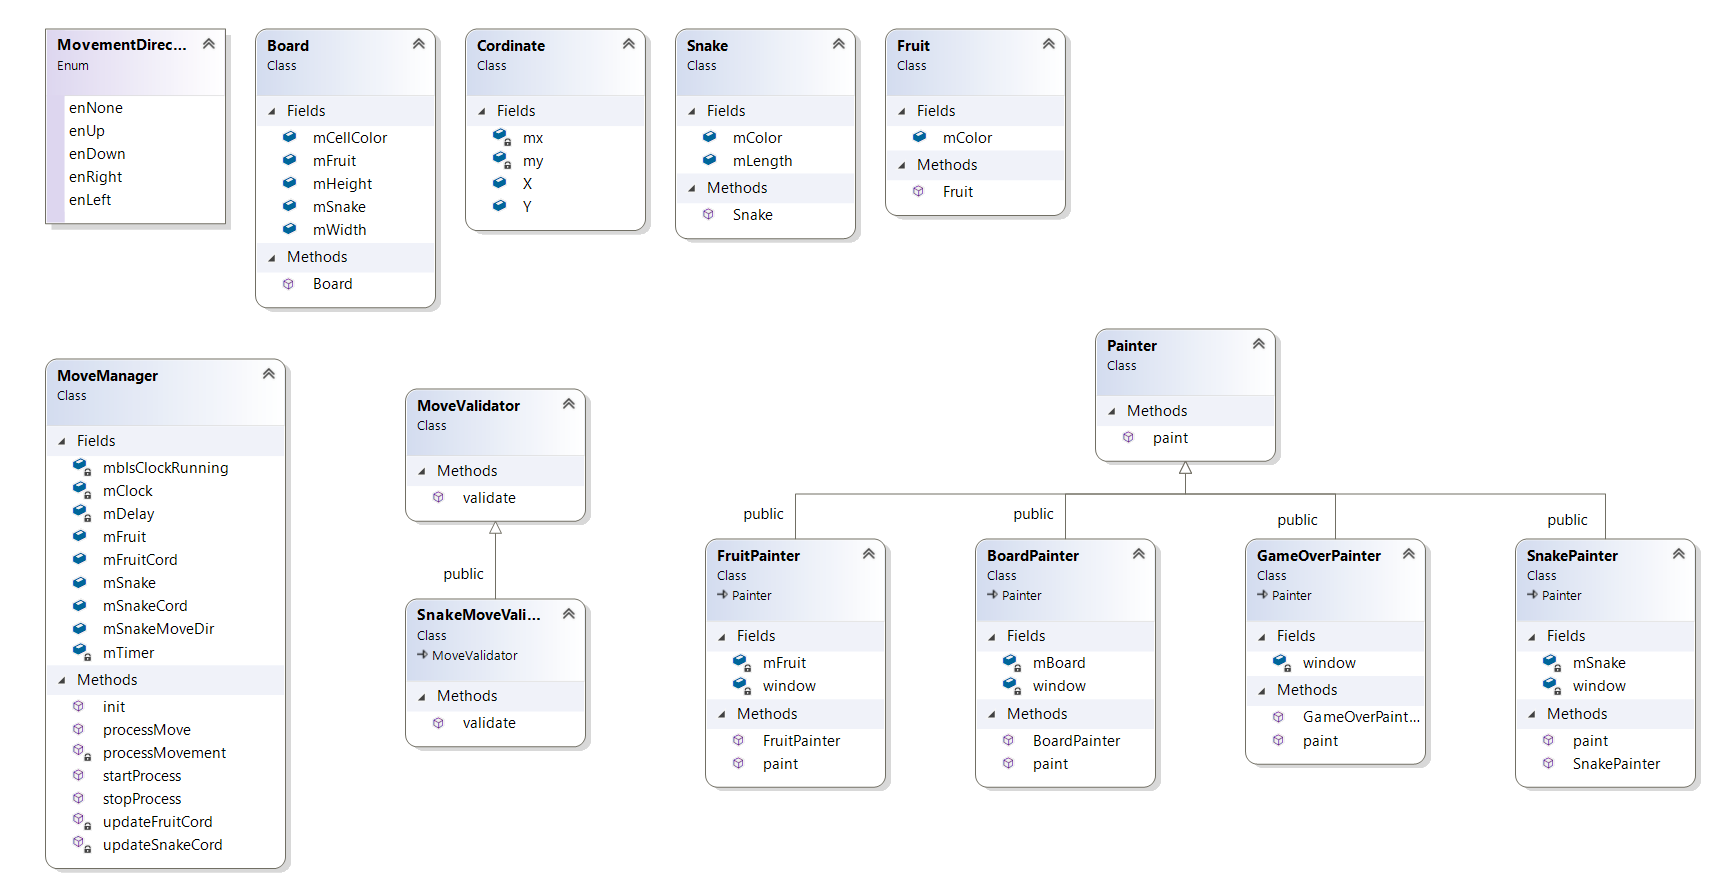 MovementDirec...
Enum
enNone
enUp
enDown
enRight
enLeft
Board
Class
Fields
mCellColor
mFruit
mHeight
mSnake
mWidth
Methods
Board
Cordinate
Class
Fields
mx
my
X
Y
Snake
Class
Fields
mColor
mLength
Methods
Snake
Fruit
Class
Fields
mColor
Methods
Fruit
MoveManager
Class
Fields
mbIsClockRunning
mClock
mDelay
mFruit
mFruitCord
mSnake
mSnakeCord
mSnakeMoveDir
mTimer
Methods
init
processMove
processMovement
startProcess
stopProcess
updateFruitCord
updateSnakeCord
MoveValidator
Class
Methods
validate
public
SnakeMoveVali...
Class
MoveValidator
Methods
validate
Painter
Class
Methods
paint
public
FruitPainter
Class
Painter
Fields
mFruit
window
Methods
FruitPainter
paint
public
BoardPainter
Class
Painter
Fields
mBoard
window
Methods
BoardPainter
paint
public
GameOverPainter
Class
Painter
Fields
window
Methods
GameOverPaint...
paint
public
SnakePainter
Class
Painter
Fields
mSnake
window
Methods
paint
SnakePainter